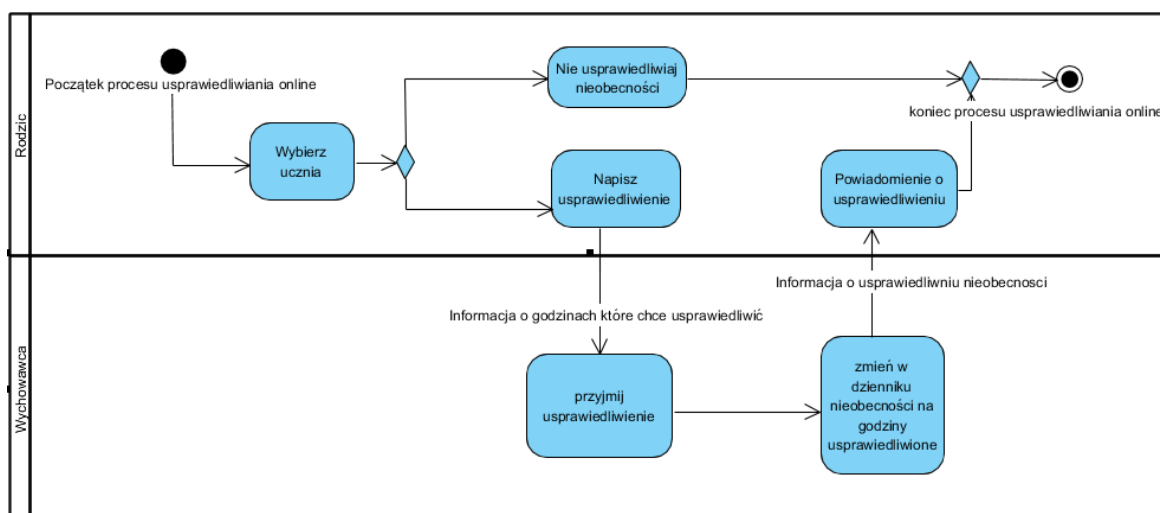 Rodzic
Początek procesu usprawiedliwiania online
Wybierz
ucznia
Nie usprawiedliwiaj
nieobecności
Napisz
usprawiedliwienie
koniec procesu usprawiedliwiania online
Powiadomienie o
usprawiedliwieniu
Wychowawca
Informacja o godzinach które chce usprawiedliwić
Informacja o usprawiedliwniu nieobecnosci
przyjmij
usprawiedliwienie
zmień w
dzienniku
nieobecności na
godziny
usprawiedliwione